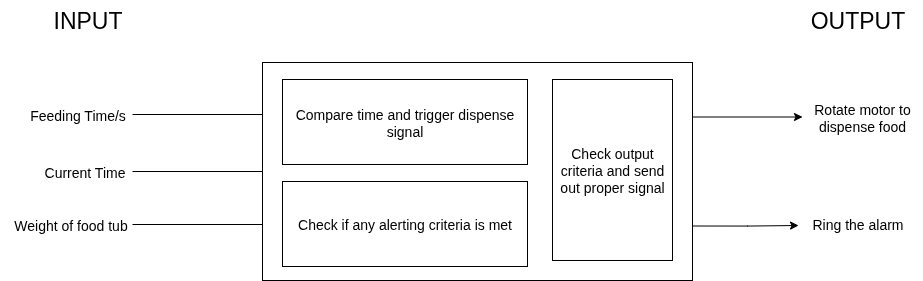 INPUT
OUTPUT
Feeding Time/s
Current Time
Weight of food tub
Compare time and trigger dispense
signal
Check if any alerting criteria is met
Check output
criteria and send
out proper signal
Rotate motor to
dispense food
Ring the alarm